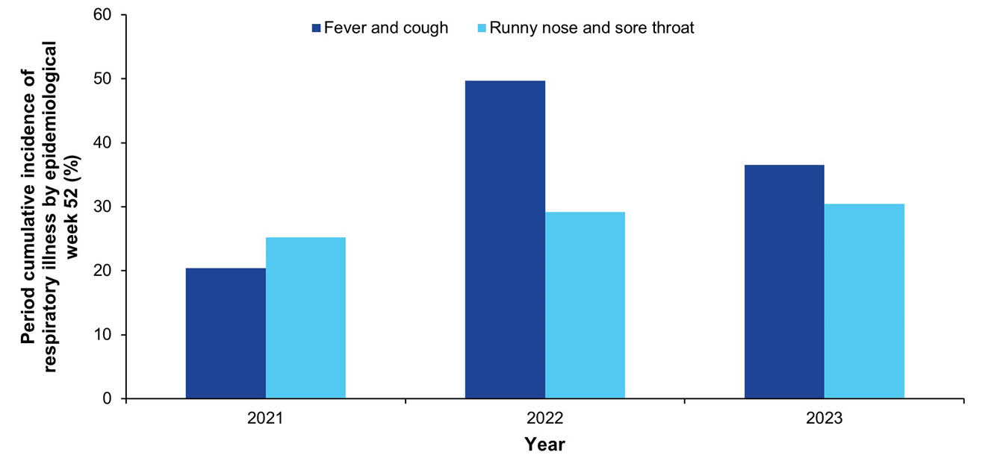 Period cumulative incidence of
respiratory illness by epidemiological
week 52 (%)
60
50
40
30
20
10
0
Fever and cough
Runny nose and sore throat
2021
2022
2023
Year